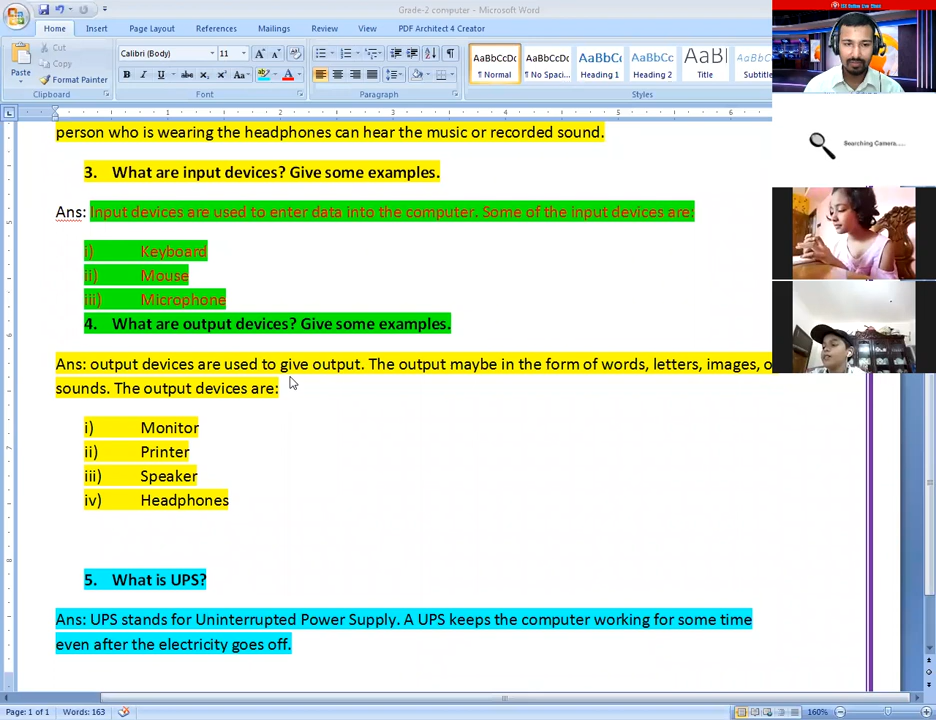 Grade-2 computer - Microsoft Word
Home Insert Page Layout References Mailings Review View PDF Architect 4 Creator
Paste
Cut
Copy
Format Painter
Calibri (Body) 11
Clipboard Font Paragraph Styles
AaBbCcDc AaBbCcDc AaBbC AaBbCc AaBl AaBbCc
¶ Normal ¶ No Spaci... Heading 1 Heading 2 Title Subtitle
Searching Camera.....
person who is wearing the headphones can hear the music or recorded sound.
3. What are input devices? Give some examples.
Ans: Input devices are used to enter data into the computer. Some of the input devices are:
i) Keyboard
ii) Mouse
iii) Microphone
4. What are output devices? Give some examples.
Ans: output devices are used to give output. The output maybe in the form of words, letters, images, o
sounds. The output devices are:
i) Monitor
ii) Printer
iii) Speaker
iv) Headphones
5. What is UPS?
Ans: UPS stands for Uninterrupted Power Supply. A UPS keeps the computer working for some time
even after the electricity goes off.
Page: 1 of 1 Words: 163 160%